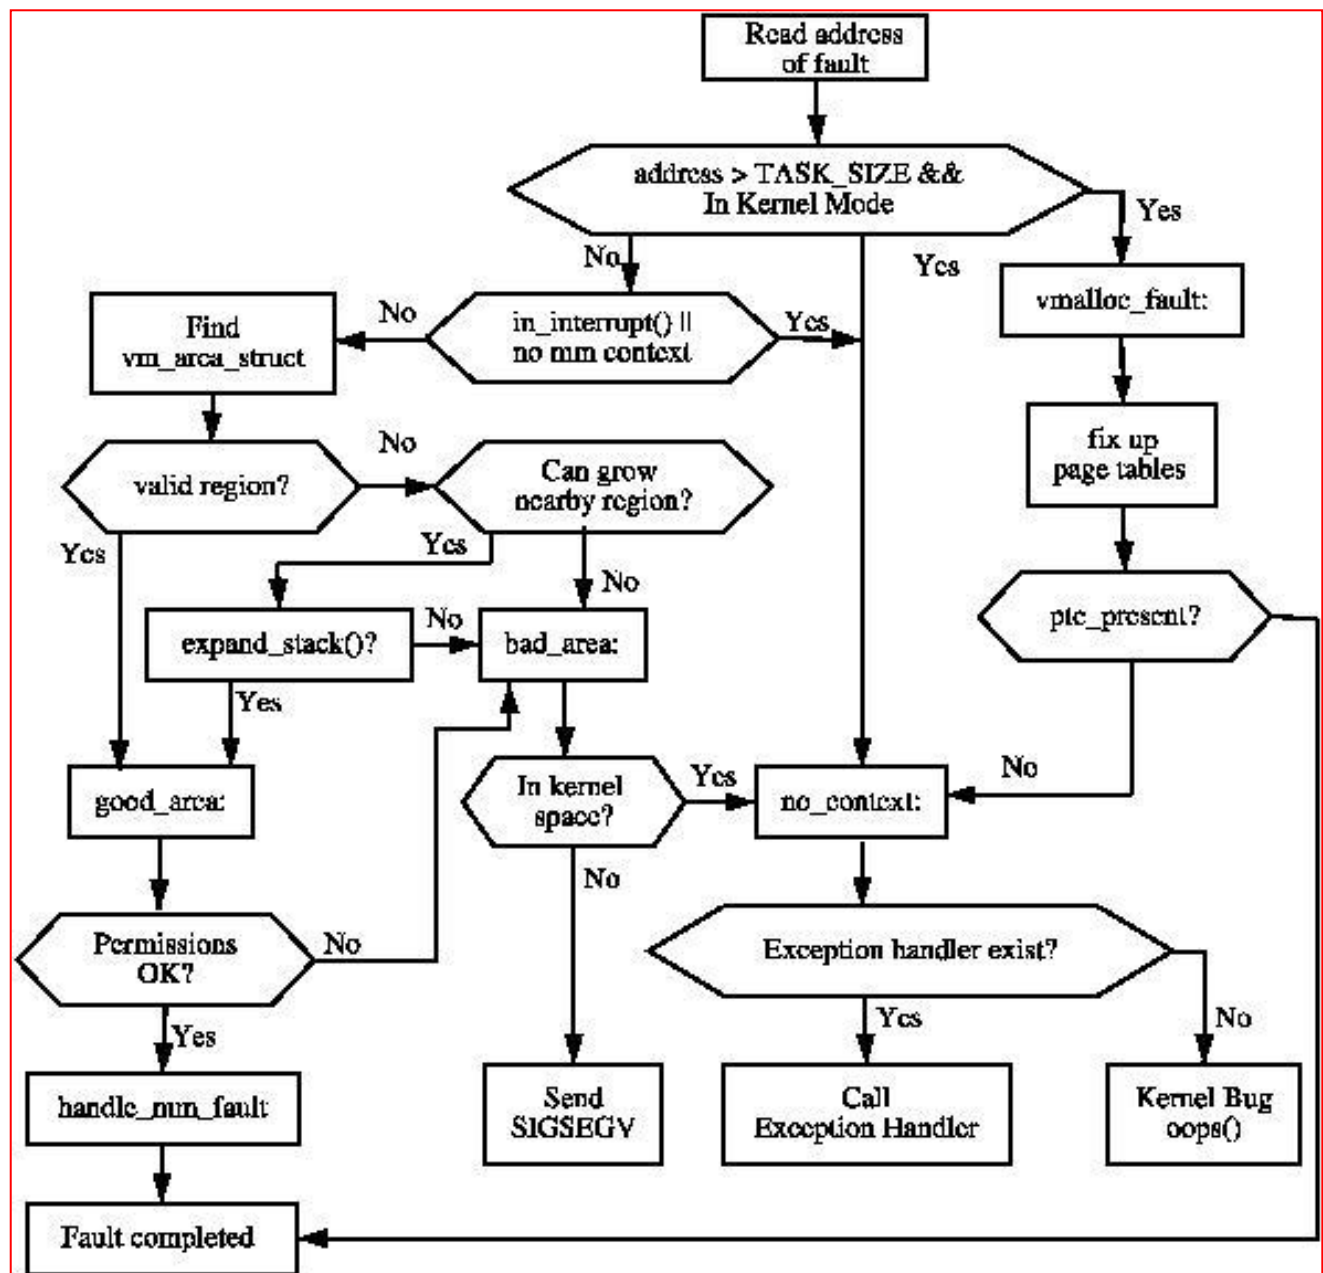 Read address
of fault
address > TASK_SIZE &&
In Kernel Mode
Yes
No
Yes
vmalloc_fault:
Find
vm_area_struct
No
in_interrupt() ||
no mm context
Yes
fix up
page tables
valid region?
No
Can grow
nearby region?
Yes
Yes
No
pte_present?
expand_stack()?
No
bad_area:
Yes
good_area:
In kernel
space?
Yes
no_context:
No
No
Permissions
OK?
No
Exception handler exist?
Yes
Yes
No
handle_mm_fault
Send
SIGSEGV
Call
Exception Handler
Kernel Bug
oops()
Fault completed